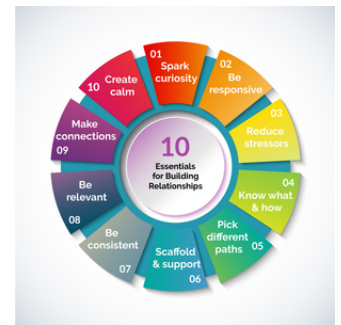 10
Essentials
for Building
Relationships
01
Spark
curiosity
02
Be
responsive
03
Reduce
stressors
04
Know what
& how
Pick
different
paths 05
Scaffold
& support
06
Be
consistent
07
Be
relevant
08
Make
connections
09
10 Create
calm